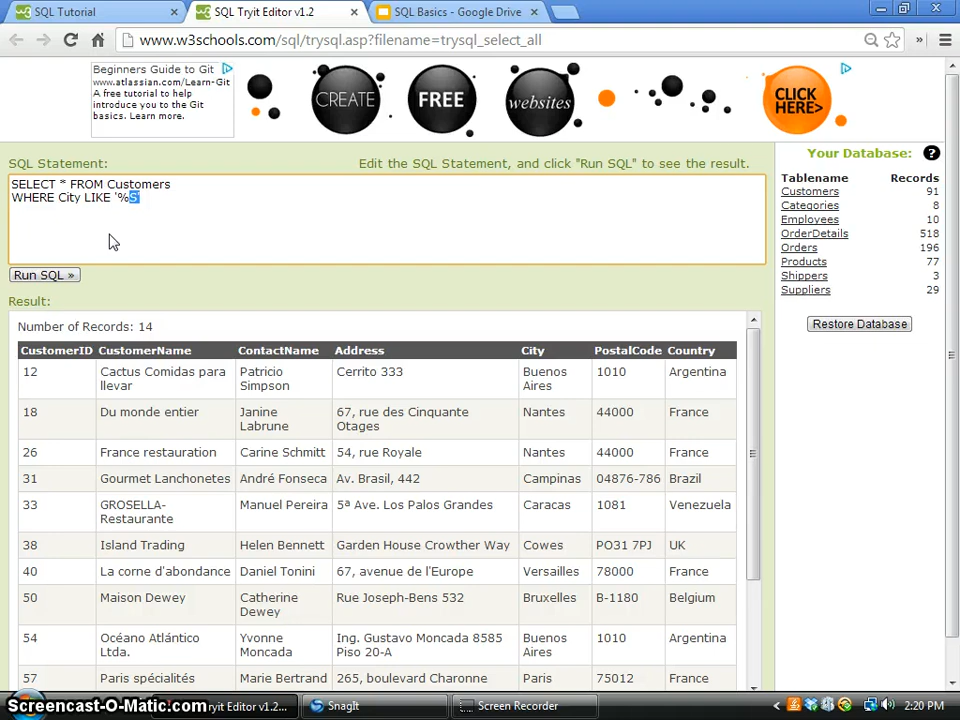 SQL Tutorial
SQL Tryit Editor v1.2
SQL Basics - Google Drive
www.w3schools.com/sql/trysql.asp?filename=trysql_select_all
Beginners Guide to Git
www.atlassian.com/Learn-Git
A free tutorial to help
introduce you to the Git
basics. Learn more.
CREATE
FREE
websites
CLICK
HERE>
SQL Statement:
Edit the SQL Statement, and click "Run SQL" to see the result.
SELECT * FROM Customers
WHERE City LIKE '%S'
Run SQL »
Your Database:
?
Tablename Records
Customers 91
Categories 8
Employees 10
OrderDetails 518
Orders 196
Products 77
Shippers 3
Suppliers 29
Restore Database
Result:
Number of Records: 14
CustomerID CustomerName ContactName Address City PostalCode Country
12 Cactus Comidas para llevar Patricio Simpson Cerrito 333 Buenos Aires 1010 Argentina
18 Du monde entier Janine Labrune 67, rue des Cinquante Otages Nantes 44000 France
26 France restauration Carine Schmitt 54, rue Royale Nantes 44000 France
31 Gourmet Lanchonetes André Fonseca Av. Brasil, 442 Campinas 04876-786 Brazil
33 GROSELLA-Restaurante Manuel Pereira 5ª Ave. Los Palos Grandes Caracas 1081 Venezuela
38 Island Trading Helen Bennett Garden House Crowther Way Cowes PO31 7PJ UK
40 La corne d'abondance Daniel Tonini 67, avenue de l'Europe Versailles 78000 France
50 Maison Dewey Catherine Dewey Rue Joseph-Bens 532 Bruxelles B-1180 Belgium
54 Océano Atlántico Ltda. Yvonne Moncada Ing. Gustavo Moncada 8585 Piso 20-A Buenos Aires 1010 Argentina
57 Paris spécialités Marie Bertrand 265, boulevard Charonne Paris 75012 France
Screencast-O-Matic.com
Tryit Editor v1.2...
SnagIt
Screen Recorder
2:20 PM